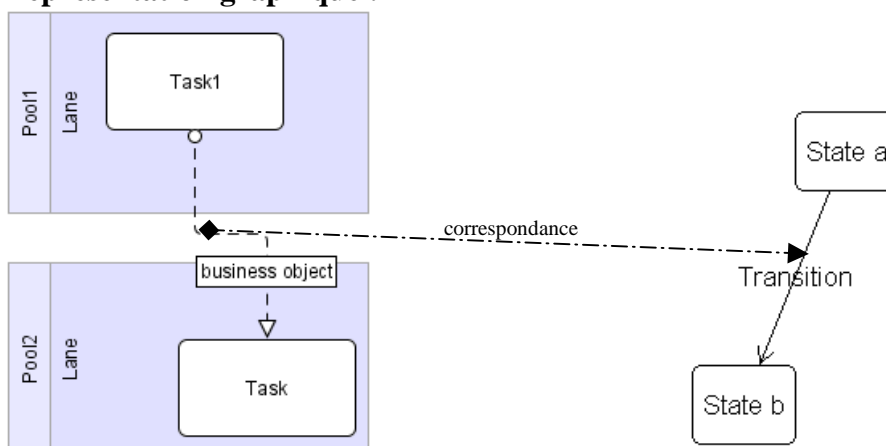 Pool1
Lane
Task1
State a
correspondance
business object
Transition
Pool2
Lane
Task
State b